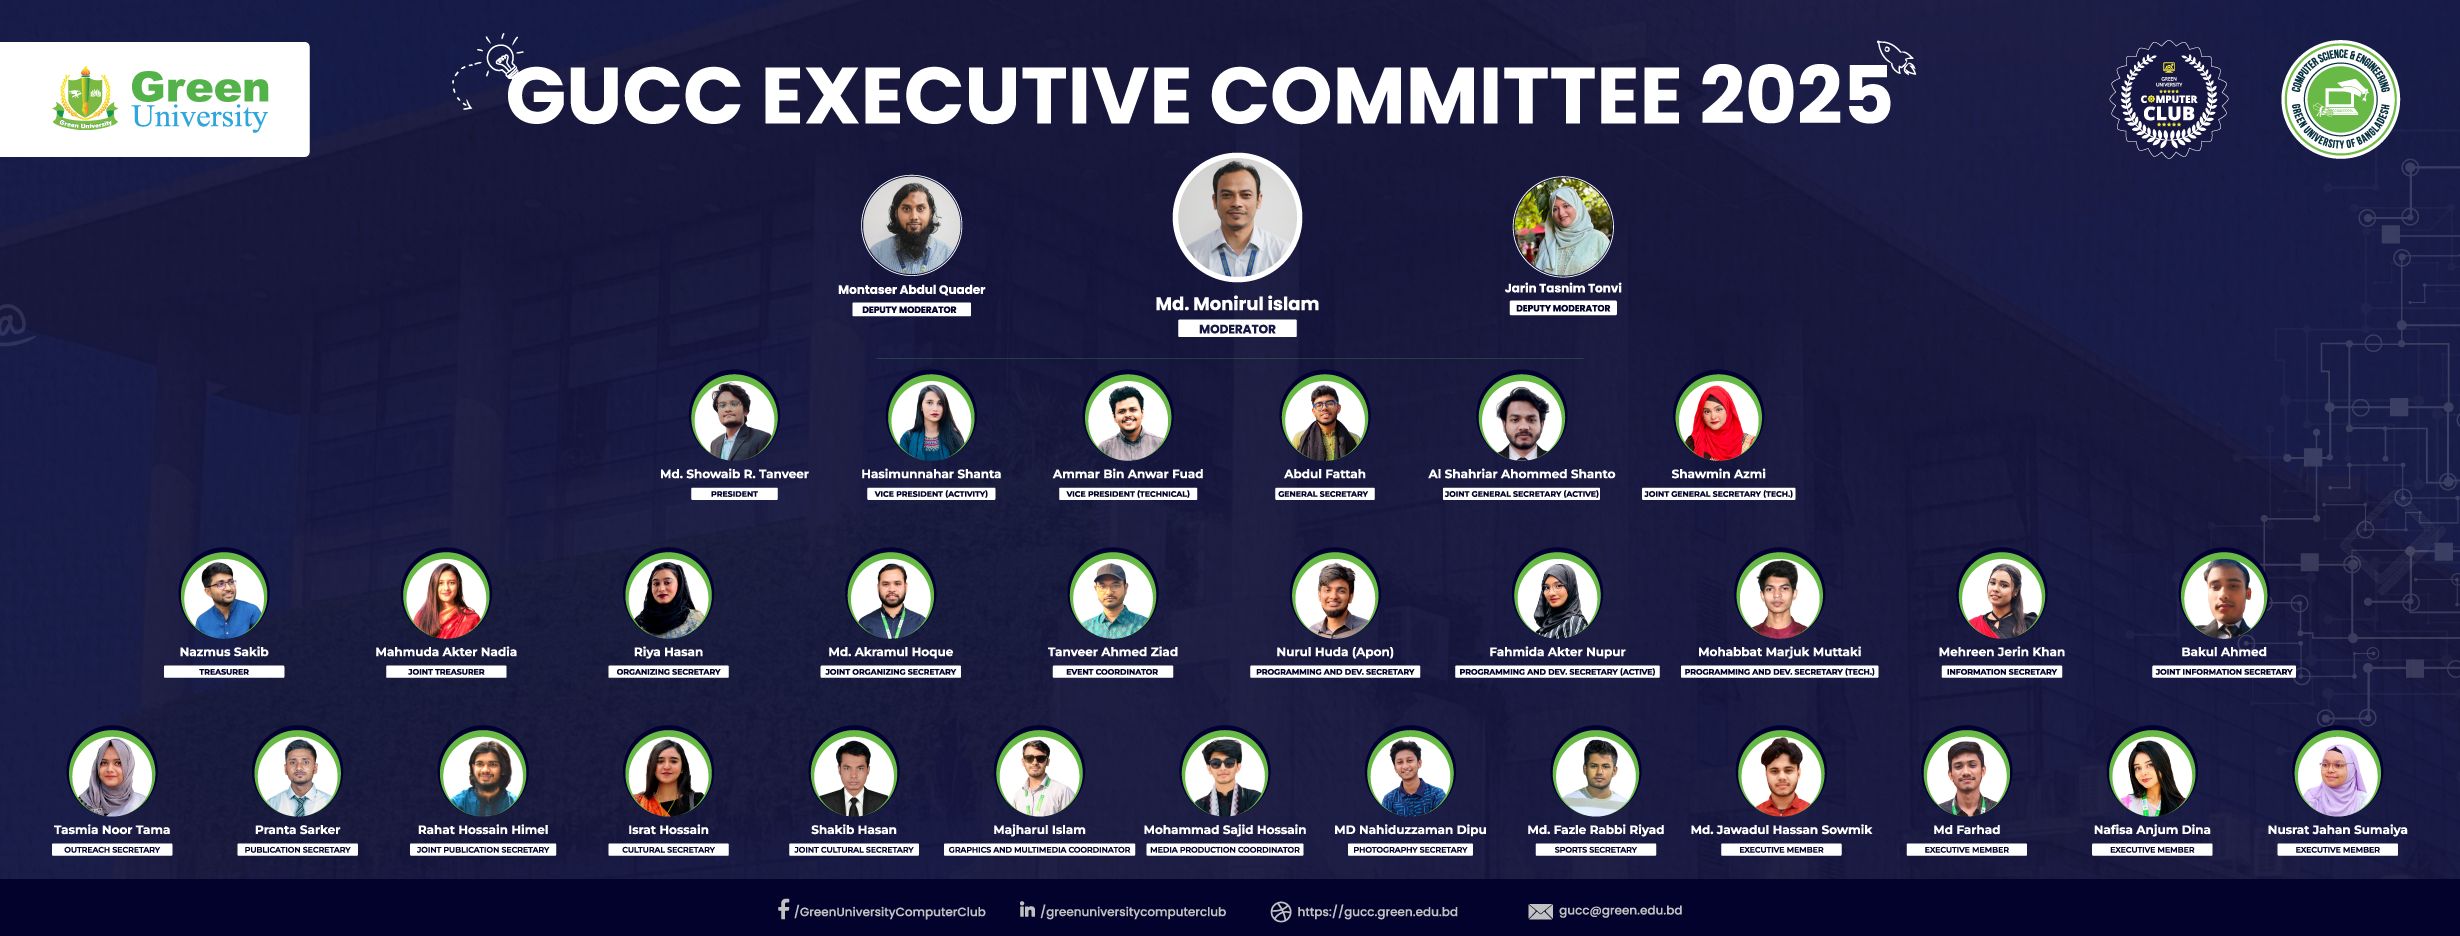 Green
University
Green University
GUCC EXECUTIVE COMMITTEE 2025
GREEN
UNIVERSITY
COMPUTER
CLUB
COMPUTER SCIENCE & ENGINEERING
GREEN UNIVERSITY OF BANGLADESH
Montaser Abdul Quader
DEPUTY MODERATOR
Md. Monirul islam
MODERATOR
Jarin Tasnim Tonvi
DEPUTY MODERATOR
@
Md. Showaib R. Tanveer
PRESIDENT
Hasimunnahar Shanta
VICE PRESIDENT (ACTIVITY)
Ammar Bin Anwar Fuad
VICE PRESIDENT (TECHNICAL)
Abdul Fattah
GENERAL SECRETARY
Al Shahriar Ahommed Shanto
JOINT GENERAL SECRETARY (ACTIVE)
Shawmin Azmi
JOINT GENERAL SECRETARY (TECH.)
Nazmus Sakib
TREASURER
Mahmuda Akter Nadia
JOINT TREASURER
Riya Hasan
ORGANIZING SECRETARY
Md. Akramul Hoque
JOINT ORGANIZING SECRETARY
Tanveer Ahmed Ziad
EVENT COORDINATOR
Nurul Huda (Apon)
PROGRAMMING AND DEV. SECRETARY
Fahmida Akter Nupur
PROGRAMMING AND DEV. SECRETARY (ACTIVE)
Mohabbat Marjuk Muttaki
PROGRAMMING AND DEV. SECRETARY (TECH.)
Mehreen Jerin Khan
INFORMATION SECRETARY
Bakul Ahmed
JOINT INFORMATION SECRETARY
Tasmia Noor Tama
OUTREACH SECRETARY
Pranta Sarker
PUBLICATION SECRETARY
Rahat Hossain Himel
JOINT PUBLICATION SECRETARY
Israt Hossain
CULTURAL SECRETARY
Shakib Hasan
JOINT CULTURAL SECRETARY
Majharul Islam
GRAPHICS AND MULTIMEDIA COORDINATOR
Mohammad Sajid Hossain
MEDIA PRODUCTION COORDINATOR
MD Nahiduzzaman Dipu
PHOTOGRAPHY SECRETARY
Md. Fazle Rabbi Riyad
SPORTS SECRETARY
Md. Jawadul Hassan Sowmik
EXECUTIVE MEMBER
Md Farhad
EXECUTIVE MEMBER
Nafisa Anjum Dina
EXECUTIVE MEMBER
Nusrat Jahan Sumaiya
EXECUTIVE MEMBER
/GreenUniversityComputerClub
/greenuniversitycomputerclub
https://gucc.green.edu.bd
gucc@green.edu.bd